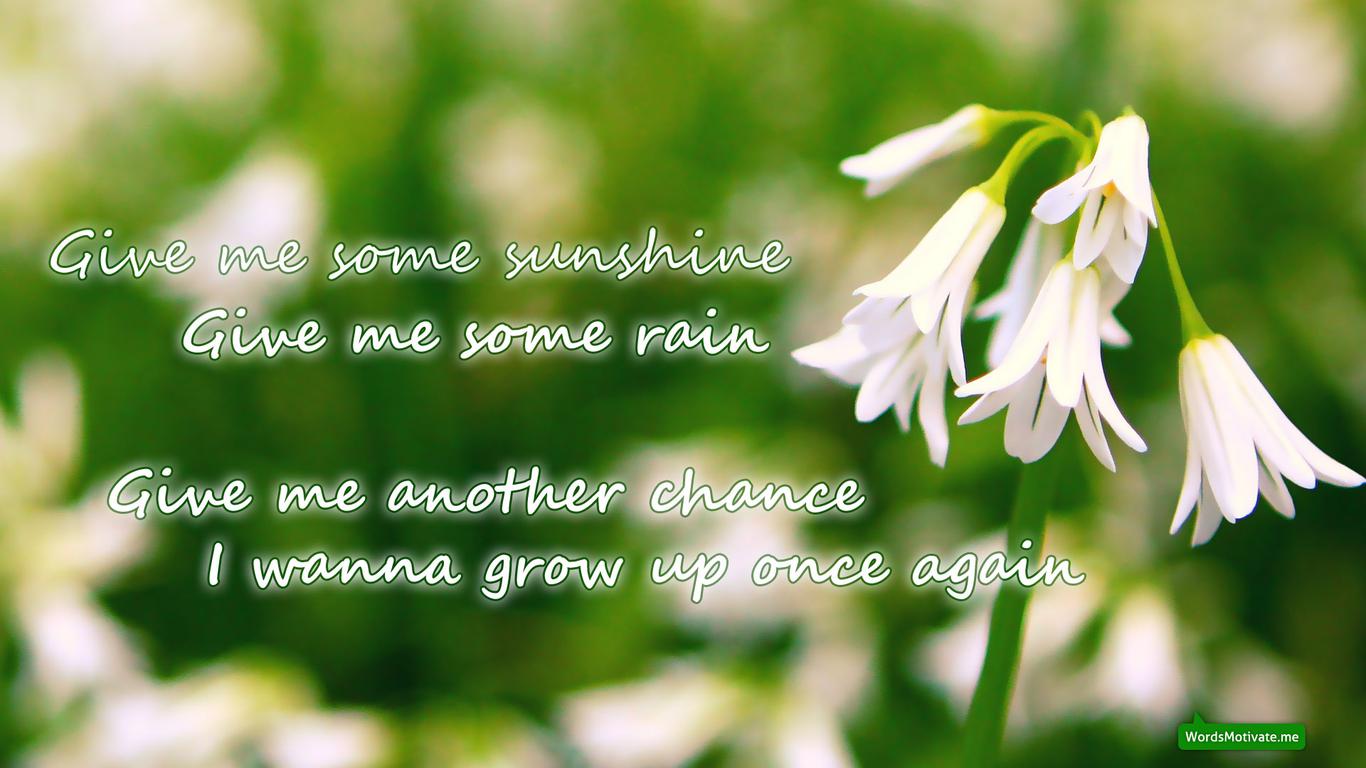 Give me some sunshine
Give me some rain
Give me another chance
I wanna grow up once again
WordsMotivate.me